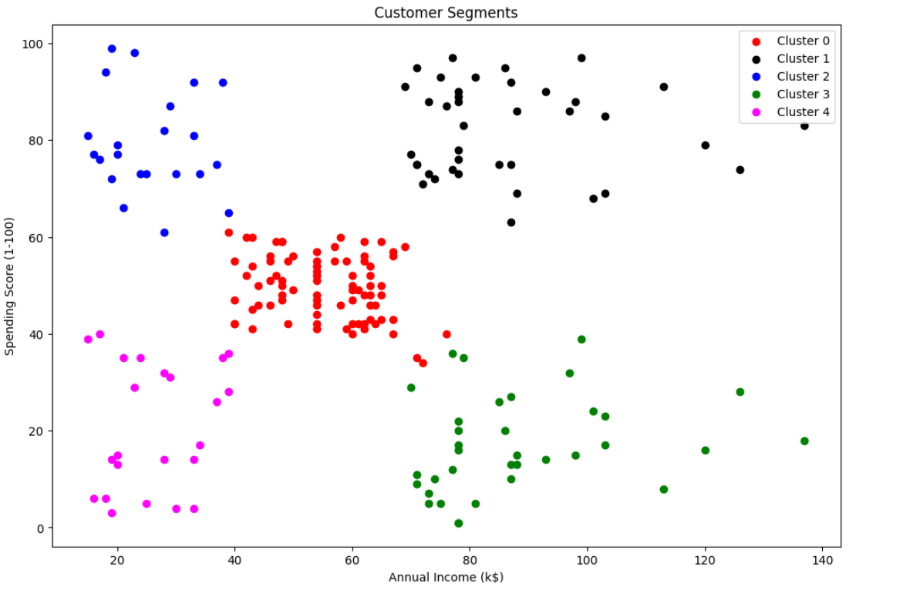 Customer Segments
Cluster 0
Cluster 1
Cluster 2
Cluster 3
Cluster 4
Spending Score (1-100)
100
80
60
40
20
0
20 40 60 80 100 120 140
Annual Income (k$)